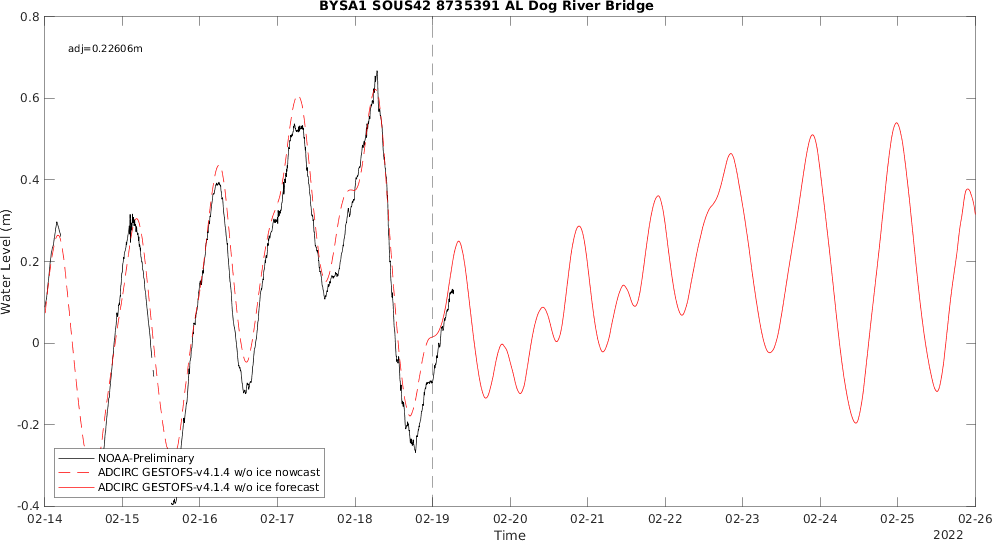 BYSA1 SOUS42 8735391 AL Dog River Bridge
adj=0.22606m
Water Level (m)
0.8
0.6
0.4
0.2
0
-0.2
-0.4
NOAA-Preliminary
ADCIRC GESTOFS-v4.1.4 w/o ice nowcast
ADCIRC GESTOFS-v4.1.4 w/o ice forecast
02-14 02-15 02-16 02-17 02-18 02-19 02-20 02-21 02-22 02-23 02-24 02-25 02-26
Time
2022